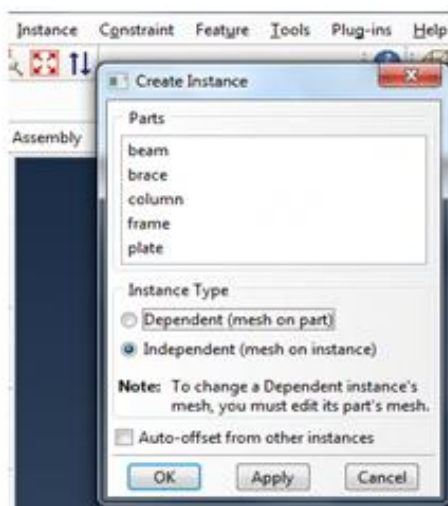 Instance Constraint Feature Tools Plug-ins Help
Create Instance
Assembly
Parts
beam
brace
column
frame
plate
Instance Type
Dependent (mesh on part)
Independent (mesh on instance)
Note: To change a Dependent instance's
mesh, you must edit its part's mesh.
Auto-offset from other instances
OK Apply Cancel